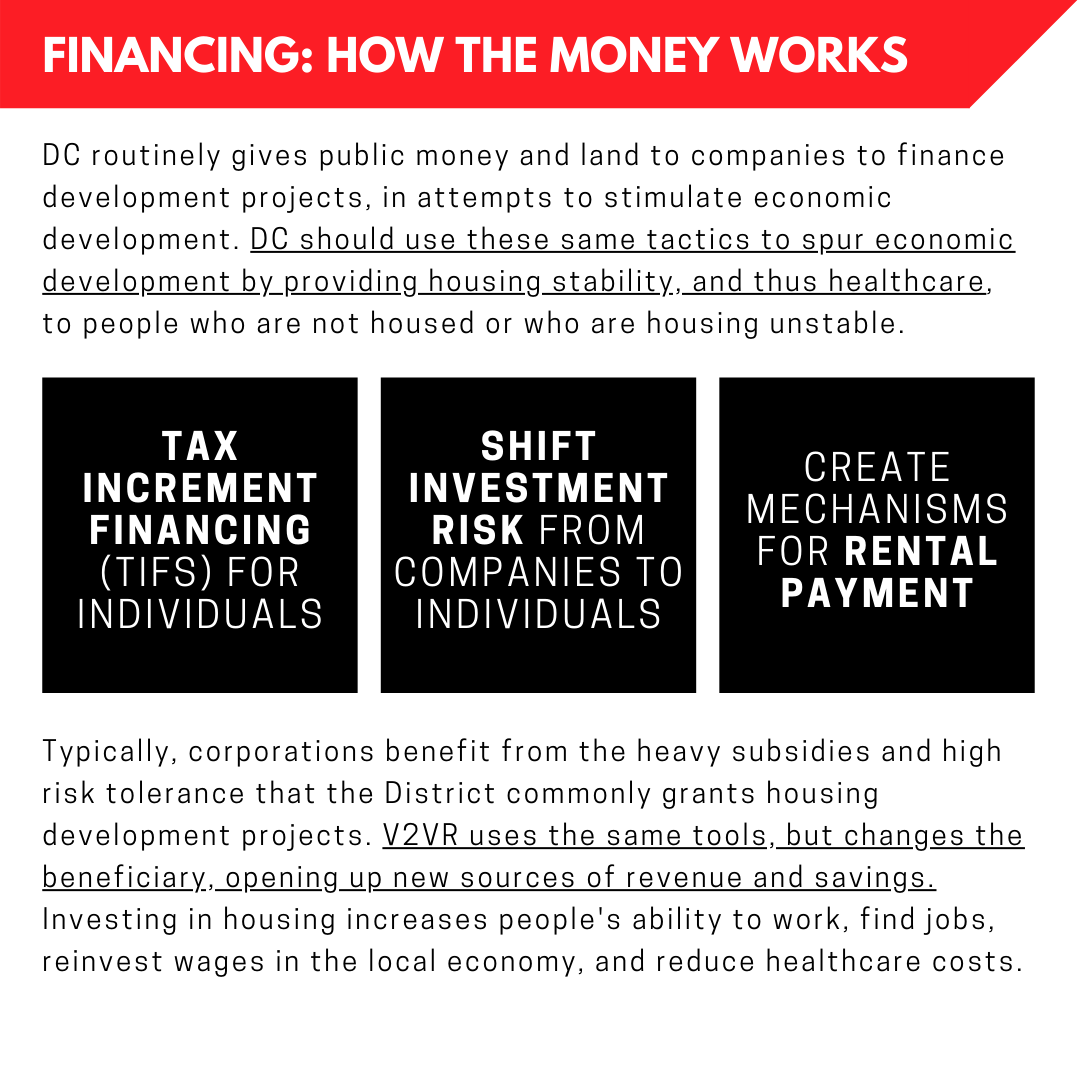 FINANCING: HOW THE MONEY WORKS
DC routinely gives public money and land to companies to finance
development projects, in attempts to stimulate economic
development. DC should use these same tactics to spur economic
development by providing housing stability, and thus healthcare,
to people who are not housed or who are housing unstable.
TAX
INCREMENT
FINANCING
(TIFS) FOR
INDIVIDUALS
SHIFT
INVESTMENT
RISK FROM
COMPANIES TO
INDIVIDUALS
CREATE
MECHANISMS
FOR RENTAL
PAYMENT
Typically, corporations benefit from the heavy subsidies and high
risk tolerance that the District commonly grants housing
development projects. V2VR uses the same tools, but changes the
beneficiary, opening up new sources of revenue and savings.
Investing in housing increases people's ability to work, find jobs,
reinvest wages in the local economy, and reduce healthcare costs.